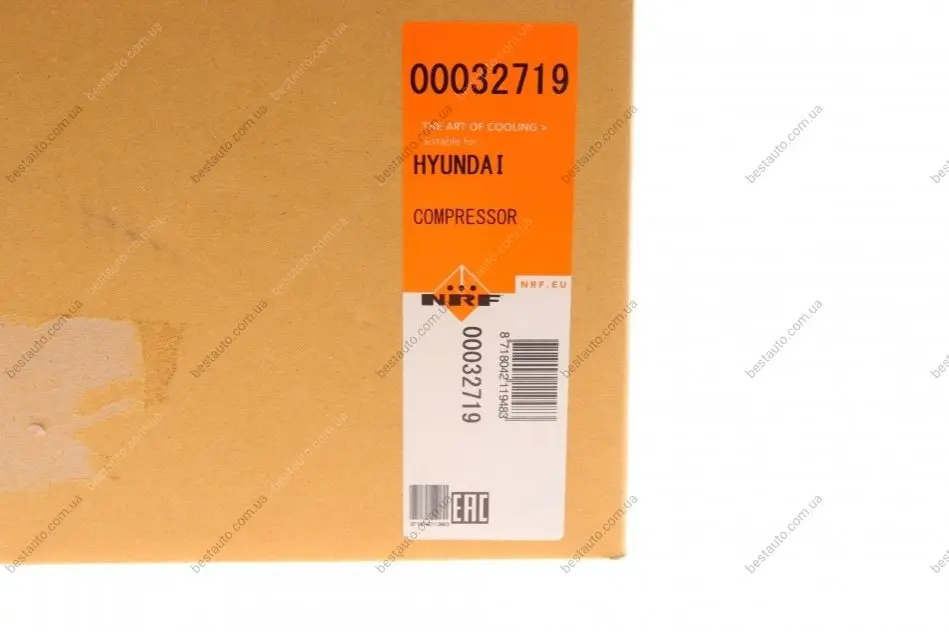 00032719
THE ART OF COOLING >
suitable for:
HYUNDAI
COMPRESSOR
NRF.EU
NRF
00032719
8718042119483
EAC
bestauto.com.ua